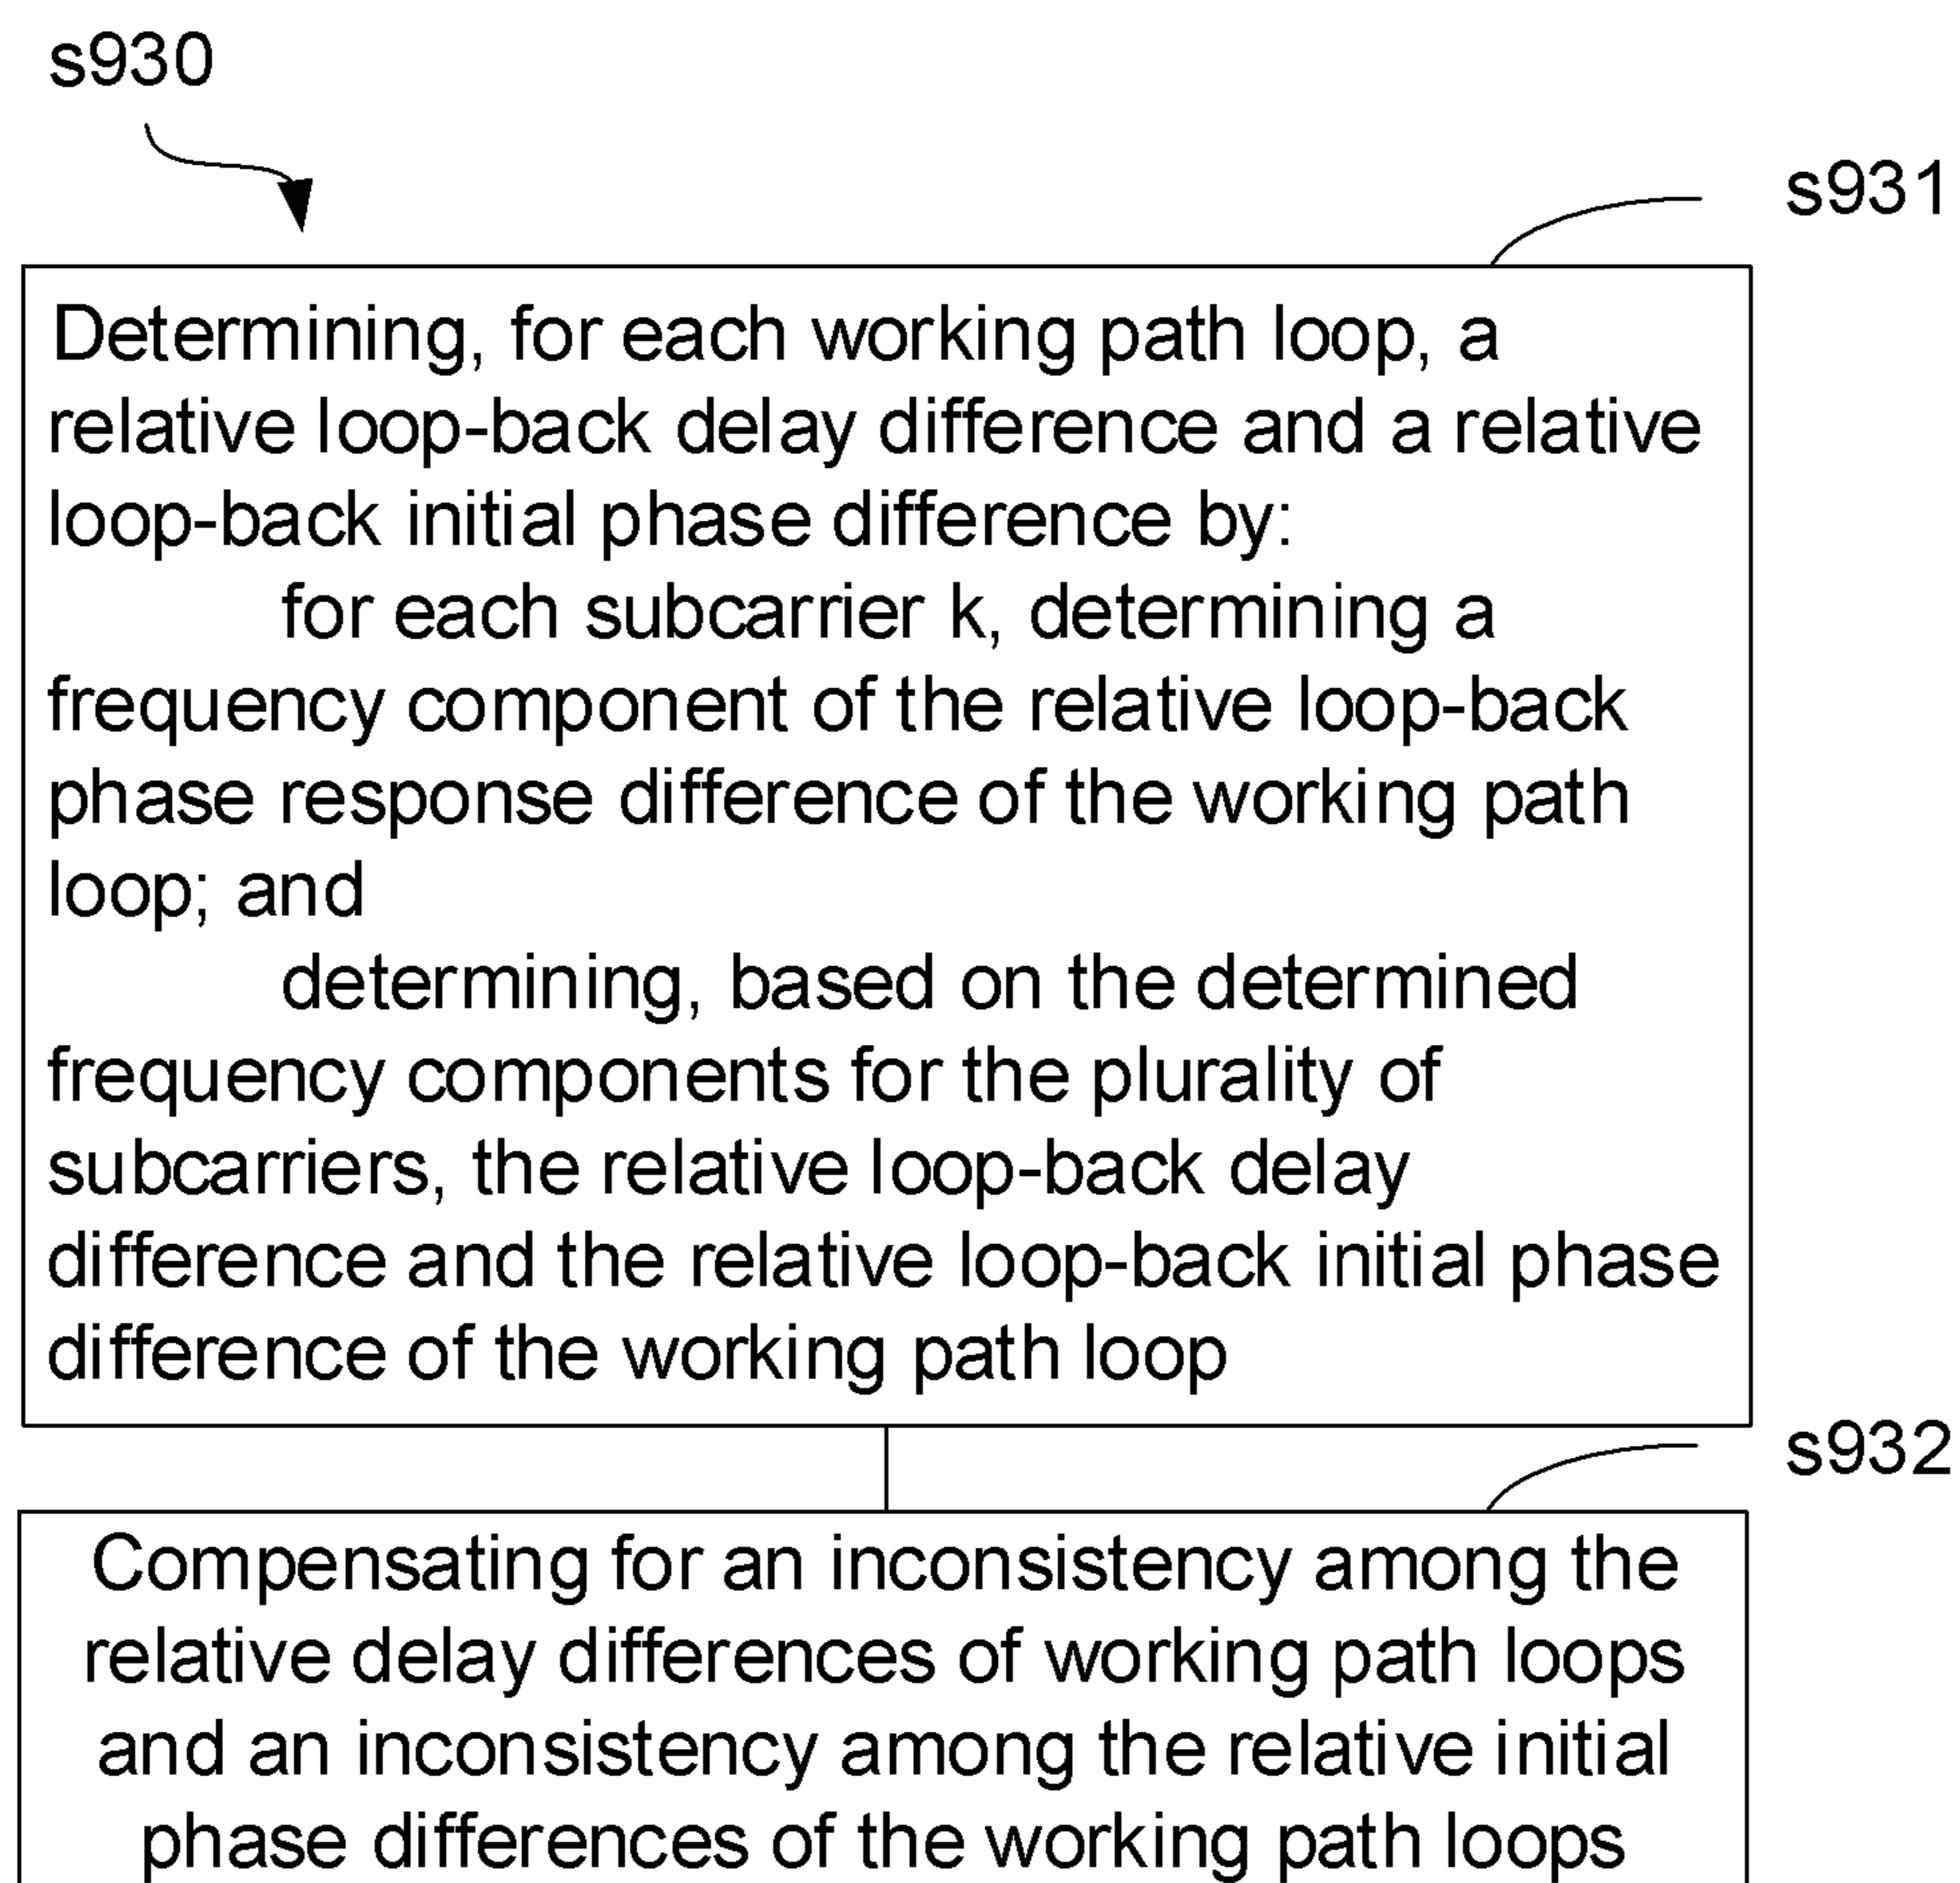 s930
s931
Determining, for each working path loop, a
relative loop-back delay difference and a relative
loop-back initial phase difference by:
for each subcarrier k, determining a
frequency component of the relative loop-back
phase response difference of the working path
loop; and
determining, based on the determined
frequency components for the plurality of
subcarriers, the relative loop-back delay
difference and the relative loop-back initial phase
difference of the working path loop
s932
Compensating for an inconsistency among the
relative delay differences of working path loops
and an inconsistency among the relative initial
phase differences of the working path loops